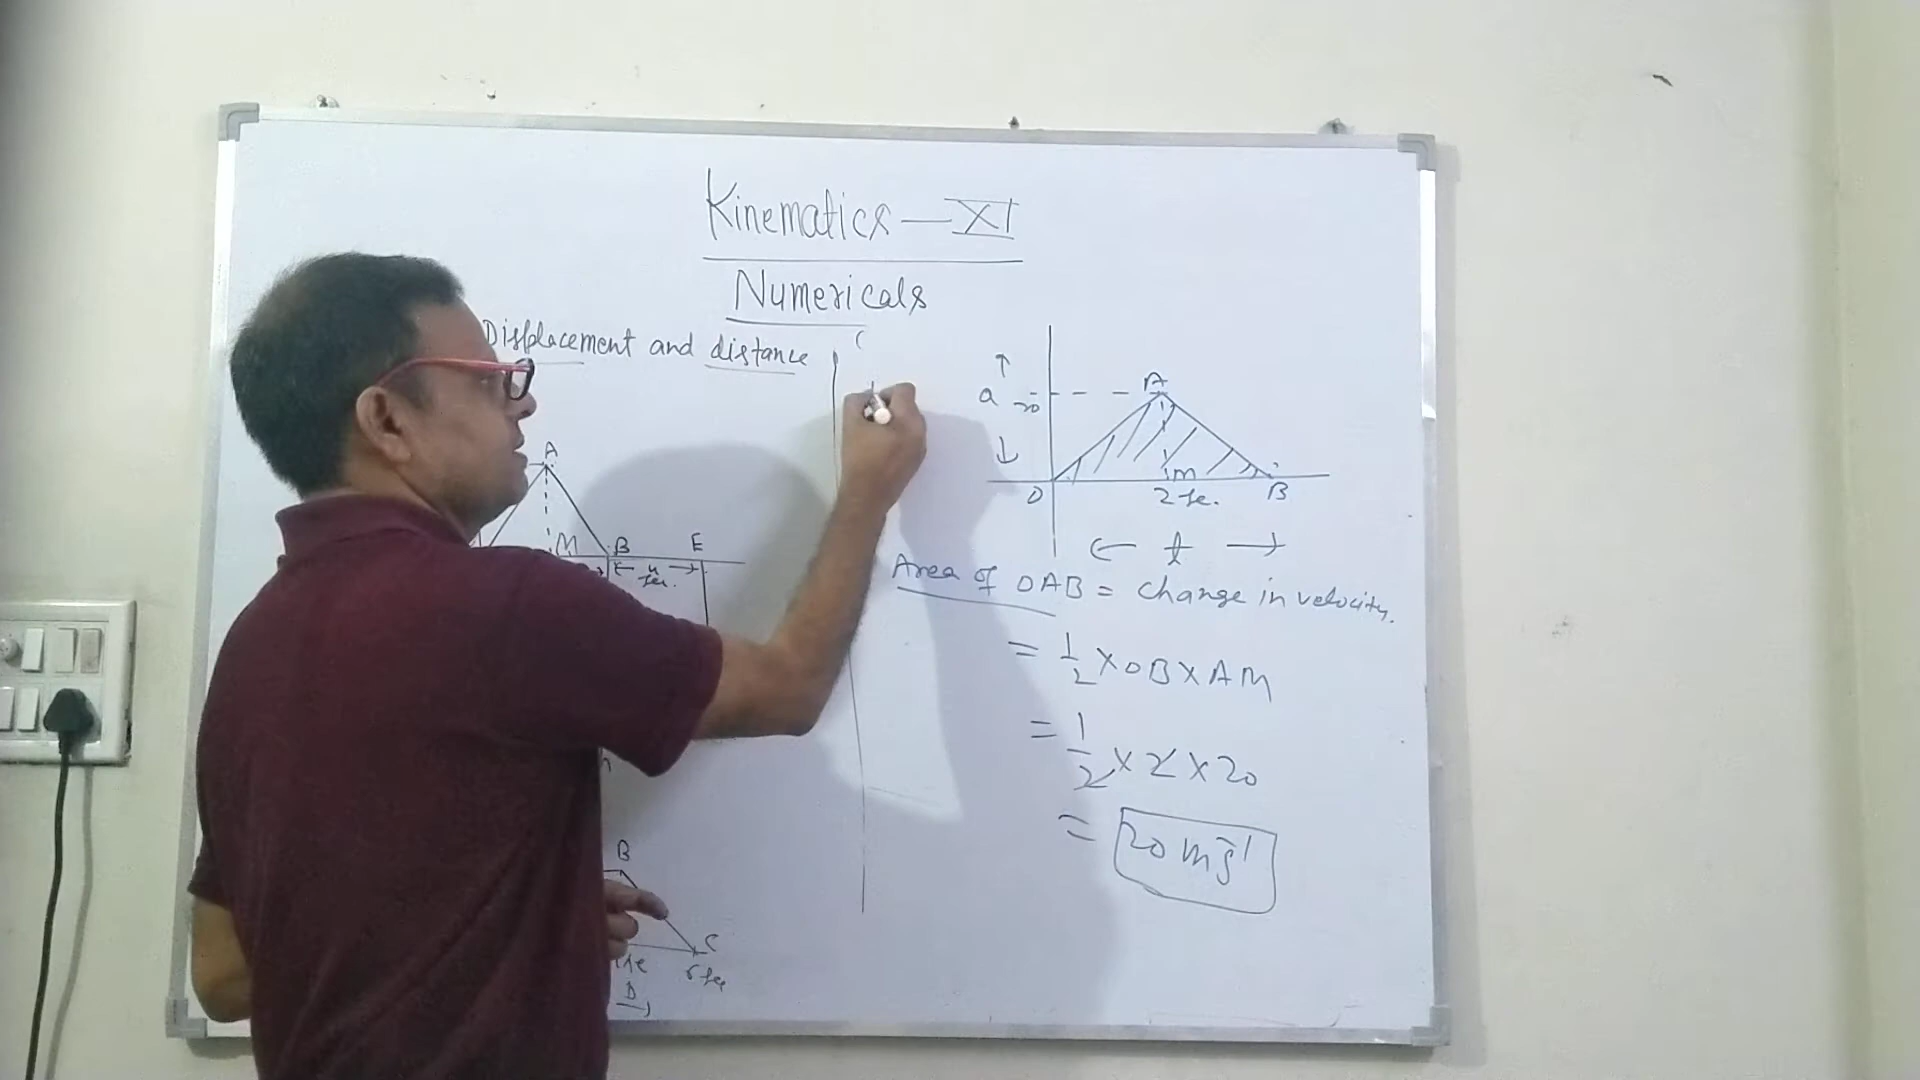 Kinematics — XI
Numericals
Displacement and distance
A
M B E
B
C
a 20 A
O M B
2 se.
t
Area of OAB = Change in velocity.
= 1/2 × OB × AM
= 1/2 × 2 × 20
= 20 ms⁻¹